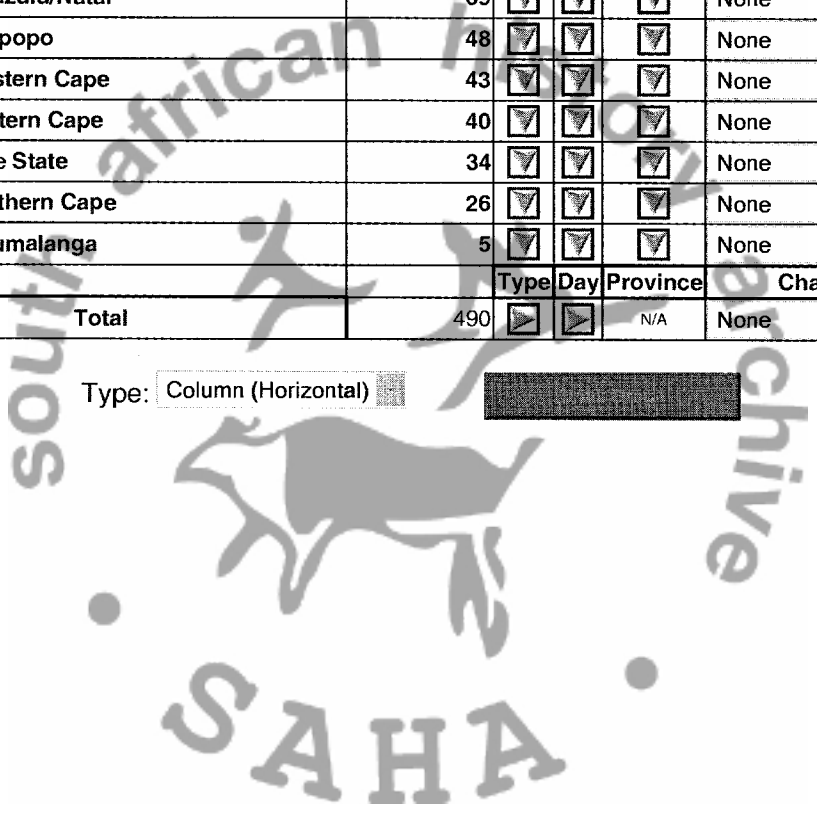 popo 48 None
stern Cape 43 None
tern Cape 40 None
e State 34 None
thern Cape 26 None
umalanga 5 None
Type Day Province Cha
Total 490 N/A None
Type: Column (Horizontal)
south african history archive
SAHA